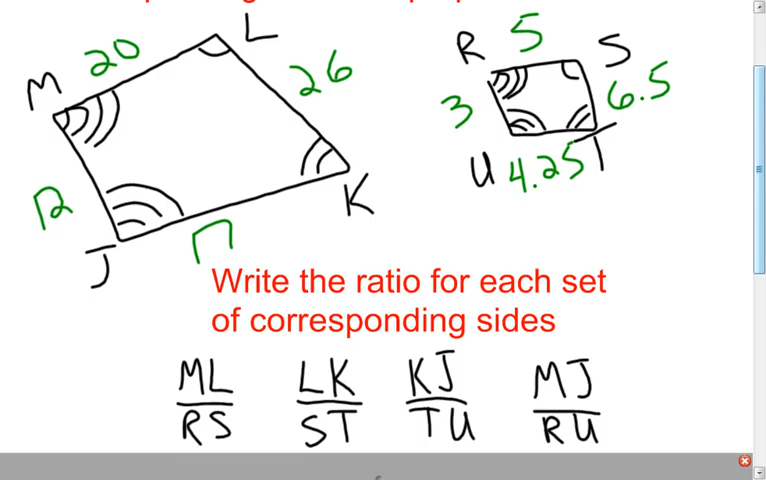 L
R 5 S
M 20
26
3 6.5
U 4.25 T
12
K
J 17
Write the ratio for each set
of corresponding sides
ML/RS LK/ST KJ/TU MJ/RU